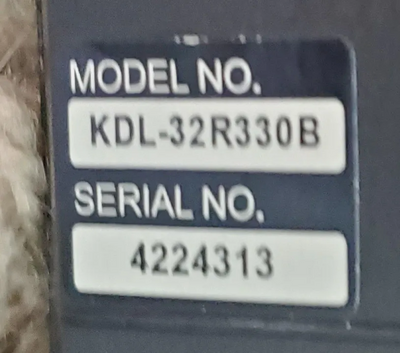 MODEL NO.
KDL-32R330B
SERIAL NO.
4224313